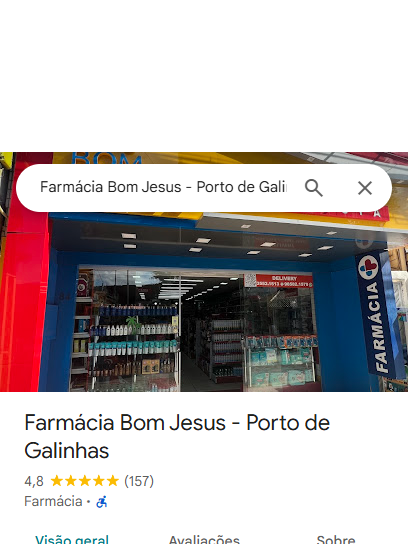 BOM
Farmácia Bom Jesus - Porto de Gali
DELIVERY
FARMÁCIA
Farmácia Bom Jesus - Porto de
Galinhas
4,8 (157)
Farmácia ·
Visão geral Avaliações Sobre